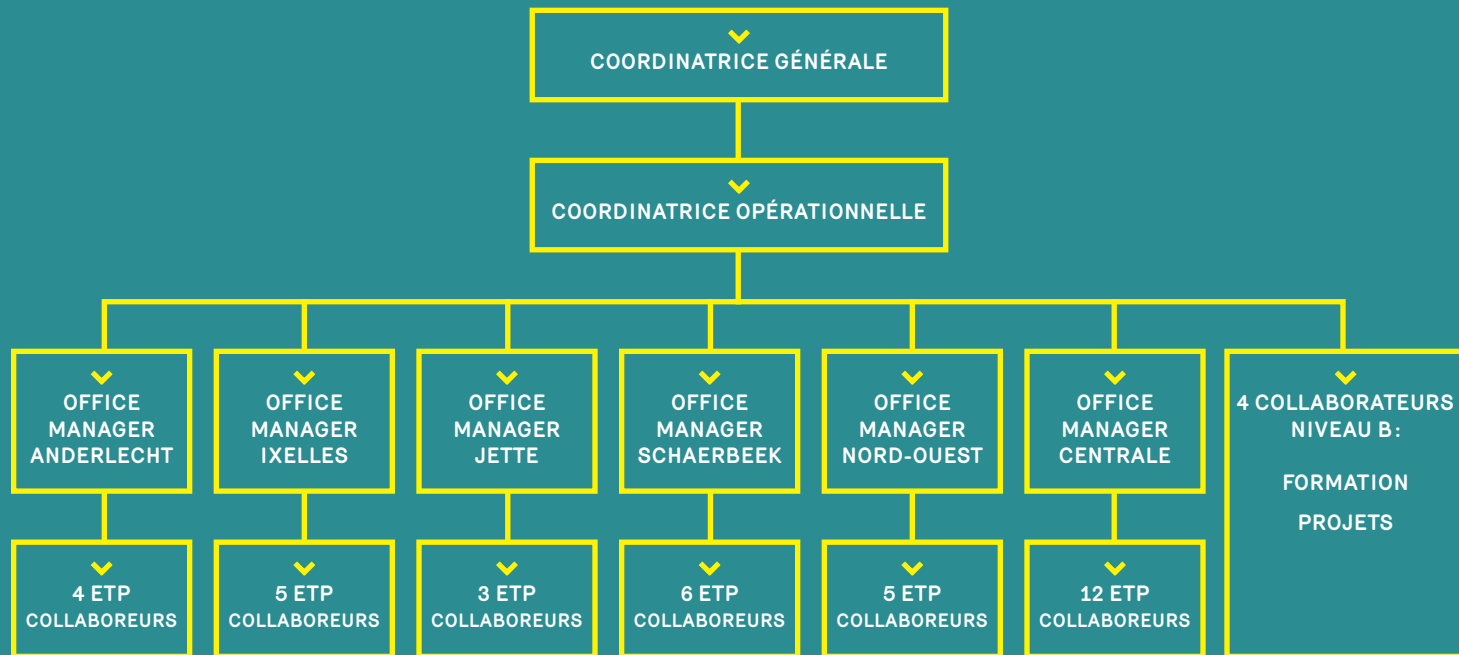 COORDINATRICE GÉNÉRALE
COORDINATRICE OPÉRATIONNELLE
OFFICE
MANAGER
ANDERLECHT
OFFICE
MANAGER
IXELLES
OFFICE
MANAGER
JETTE
OFFICE
MANAGER
SCHAERBEEK
OFFICE
MANAGER
NORD-OUEST
OFFICE
MANAGER
CENTRALE
4 COLLABORATEURS
NIVEAU B:
FORMATION
PROJETS
4 ETP
COLLABOREURS
5 ETP
COLLABOREURS
3 ETP
COLLABOREURS
6 ETP
COLLABOREURS
5 ETP
COLLABOREURS
12 ETP
COLLABOREURS